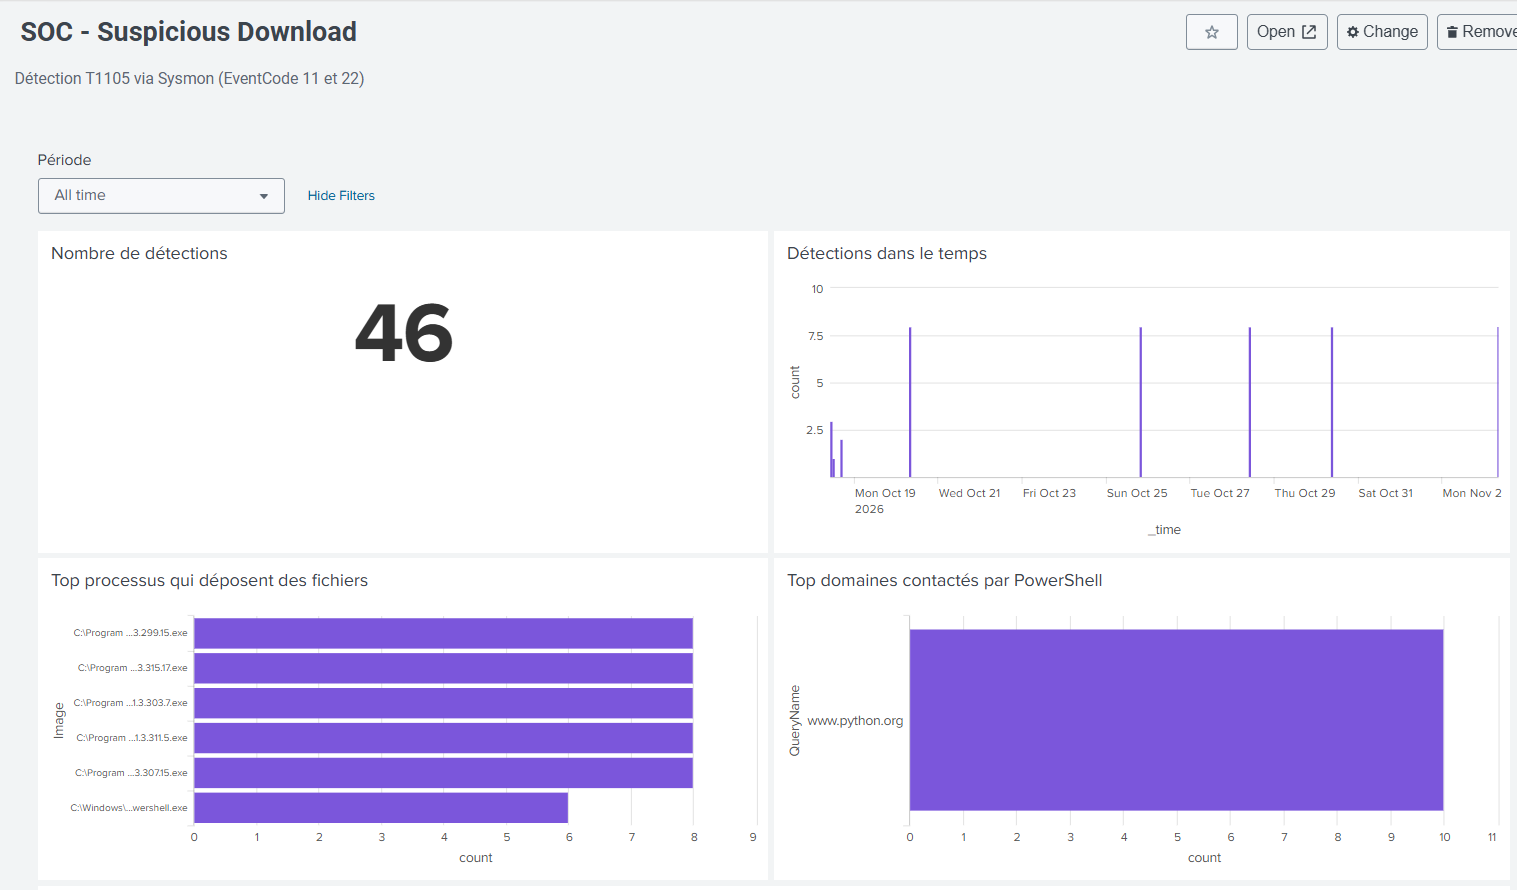 SOC - Suspicious Download
Open
Change
Remove
Détection T1105 via Sysmon (EventCode 11 et 22)
Période
All time
Hide Filters
Nombre de détections
46
Détections dans le temps
10
7.5
5
2.5
count
Mon Oct 19 Wed Oct 21 Fri Oct 23 Sun Oct 25 Tue Oct 27 Thu Oct 29 Sat Oct 31 Mon Nov 2
2026
_time
Top processus qui déposent des fichiers
C:\Program ...3.299.15.exe
C:\Program ...3.315.17.exe
C:\Program ...1.3.303.7.exe
C:\Program ...1.3.311.5.exe
C:\Program ...3.307.15.exe
C:\Windows\...wershell.exe
Image
0 1 2 3 4 5 6 7 8 9
count
Top domaines contactés par PowerShell
QueryName
www.python.org
0 1 2 3 4 5 6 7 8 9 10 11
count